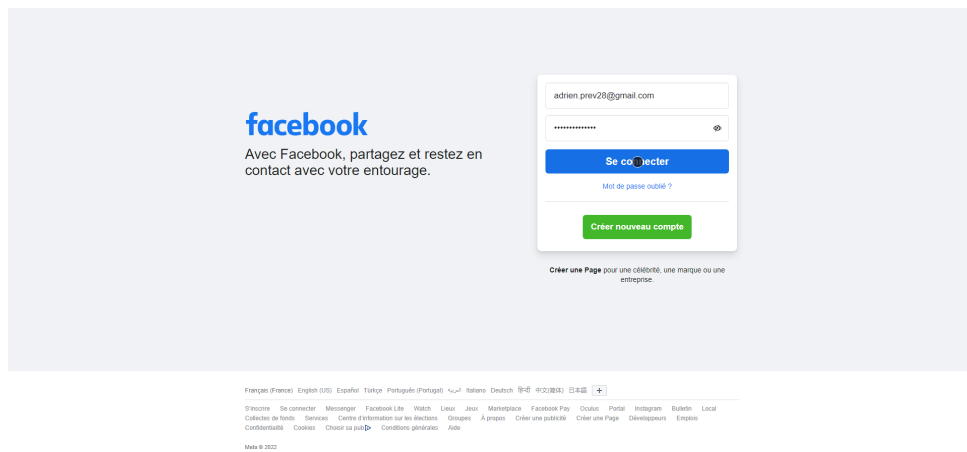 facebook
Avec Facebook, partagez et restez en
contact avec votre entourage.
adrien.prev28@gmail.com
••••••••••••••
Se connecter
Mot de passe oublié ?
Créer nouveau compte
Créer une Page pour une célébrité, une marque ou une
entreprise.
Français (France) English (US) Español Türkçe Português (Portugal) العربية Italiano Deutsch हिन्दी 中文(简体) 日本語 +
S'inscrire Se connecter Messenger Facebook Lite Watch Lieux Jeux Marketplace Facebook Pay Oculus Portal Instagram Bulletin Local
Collectes de fonds Services Centre d'information sur les élections Groupes À propos Créer une publicité Créer une Page Développeurs Emplois
Confidentialité Cookies Choisir sa pub Conditions générales Aide
Meta © 2022